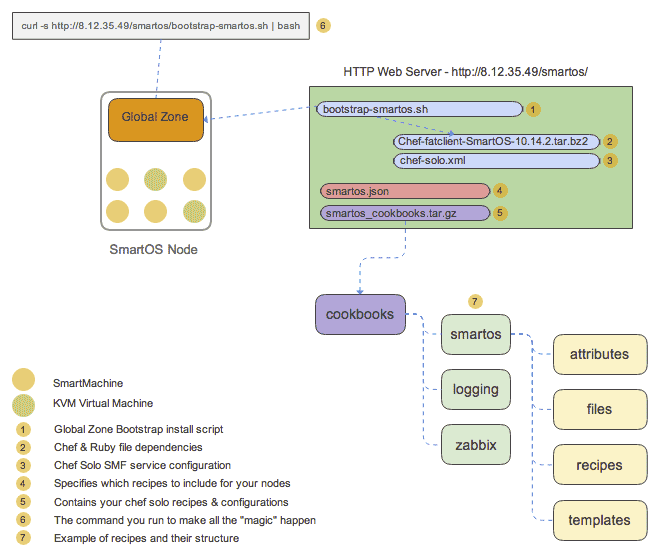 curl -s http://8.12.35.49/smartos/bootstrap-smartos.sh | bash
6
HTTP Web Server - http://8.12.35.49/smartos/
Global Zone
bootstrap-smartos.sh
1
Chef-fatclient-SmartOS-10.14.2.tar.bz2
2
chef-solo.xml
3
smartos.json
4
smartos_cookbooks.tar.gz
5
SmartOS Node
7
cookbooks
smartos
attributes
logging
files
zabbix
recipes
templates
SmartMachine
KVM Virtual Machine
1 Global Zone Bootstrap install script
2 Chef & Ruby file dependencies
3 Chef Solo SMF service configuration
4 Specifies which recipes to include for your nodes
5 Contains your chef solo recipes & configurations
6 The command you run to make all the "magic" happen
7 Example of recipes and their structure